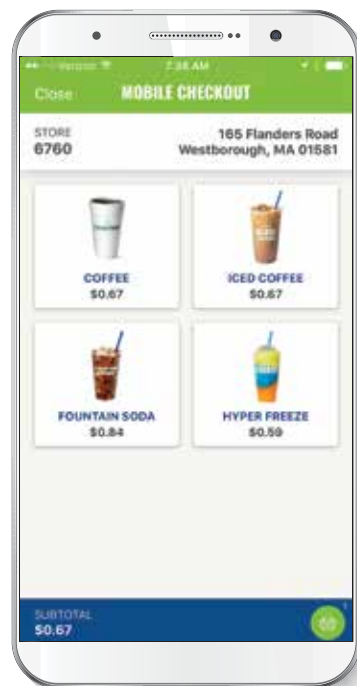 Verizon 7:38 AM
Close MOBILE CHECKOUT
STORE 165 Flanders Road
6760 Westborough, MA 01581
COFFEE
$0.67
ICED COFFEE
$0.67
FOUNTAIN SODA
$0.84
HYPER FREEZE
$0.59
SUBTOTAL
$0.67